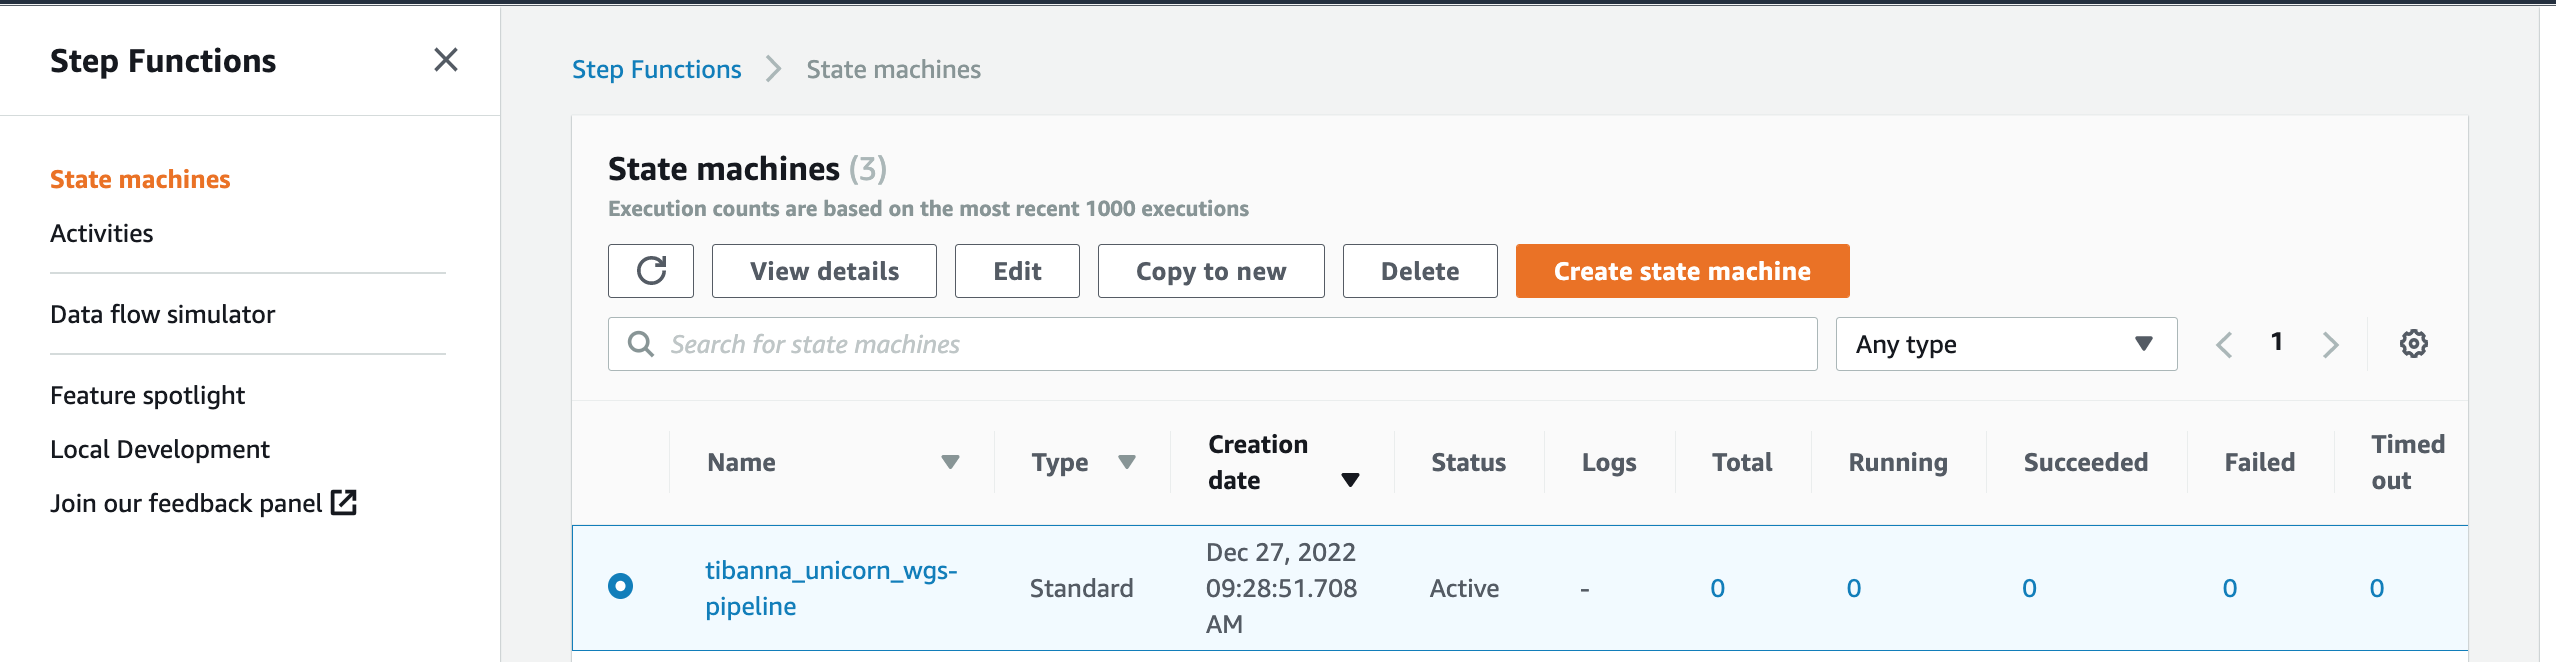 Step Functions
State machines
Activities
Data flow simulator
Feature spotlight
Local Development
Join our feedback panel
Step Functions > State machines
State machines (3)
Execution counts are based on the most recent 1000 executions
View details Edit Copy to new Delete Create state machine
Search for state machines Any type 1
Name Type Creation date Status Logs Total Running Succeeded Failed Timed out
tibanna_unicorn_wgs-pipeline Standard Dec 27, 2022 09:28:51.708 AM Active - 0 0 0 0 0